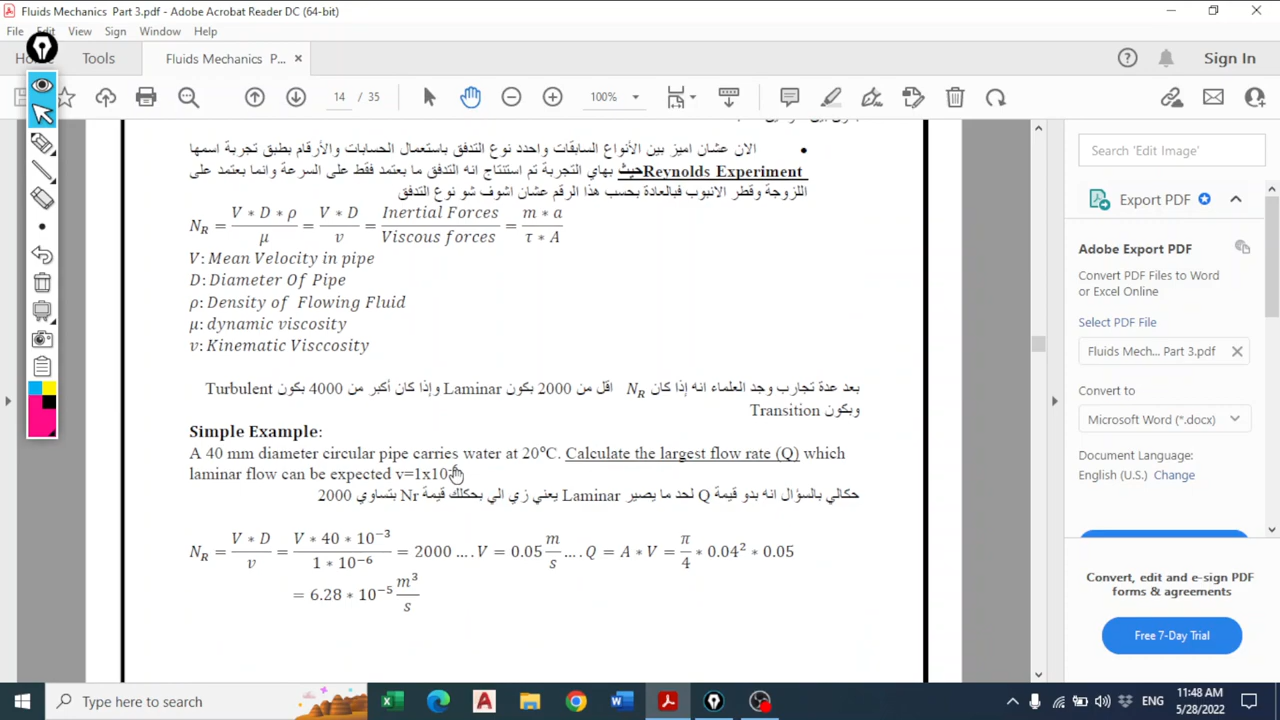 Fluids Mechanics Part 3.pdf - Adobe Acrobat Reader DC (64-bit)
File Edit View Sign Window Help
Tools Fluids Mechanics P... Sign In
14 / 35 100%
الان عشان اميز بين الأنواع السابقات واحدد نوع التدفق باستعمال الحسابات والأرقام بطبق تجربة اسمها
Reynolds Experiment حيث بهاي التجربة تم استنتاج انه التدفق ما بعتمد فقط على السرعة وانما بعتمد على
اللزوجة وقطر الانبوب فبالعادة بحسب هذا الرقم عشان اشوف شو نوع التدفق
N_R = V * D * ρ / μ = V * D / ν = Inertial Forces / Viscous forces = m * a / τ * A
V: Mean Velocity in pipe
D: Diameter Of Pipe
ρ: Density of Flowing Fluid
μ: dynamic viscosity
ν: Kinematic Visccosity
بعد عدة تجارب وجد العلماء انه إذا كان N_R اقل من 2000 بكون Laminar وإذا كان أكبر من 4000 بكون Turbulent
وبكون Transition
Simple Example:
A 40 mm diameter circular pipe carries water at 20°C. Calculate the largest flow rate (Q) which
laminar flow can be expected v=1x10
حكالي بالسؤال انه بدو قيمة Q لحد ما يصير Laminar يعني زي الي بحكلك قيمة Nr بتساوي 2000
N_R = V * D / ν = V * 40 * 10⁻³ / 1 * 10⁻⁶ = 2000 .... V = 0.05 m/s .... Q = A * V = π/4 * 0.04² * 0.05
= 6.28 * 10⁻⁵ m³/s
Search 'Edit Image'
Export PDF
Adobe Export PDF
Convert PDF Files to Word
or Excel Online
Select PDF File
Fluids Mech... Part 3.pdf
Convert to
Microsoft Word (*.docx)
Document Language:
English (U.S.) Change
Convert, edit and e-sign PDF
forms & agreements
Free 7-Day Trial
Type here to search
ENG
11:48 AM
5/28/2022